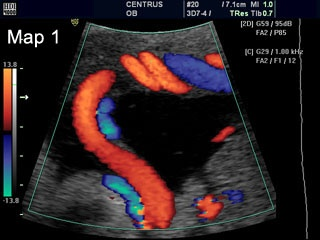 CENTRUS #20 / 7.1cm MI 1.0
OB 3D7-4 / TRes TIb 0.7
[2D] G59 / 95dB
FA2 / P85
[C] G29 / 1.00 kHz
FA2 / F1 / 12
Map 1
13.8
-13.8